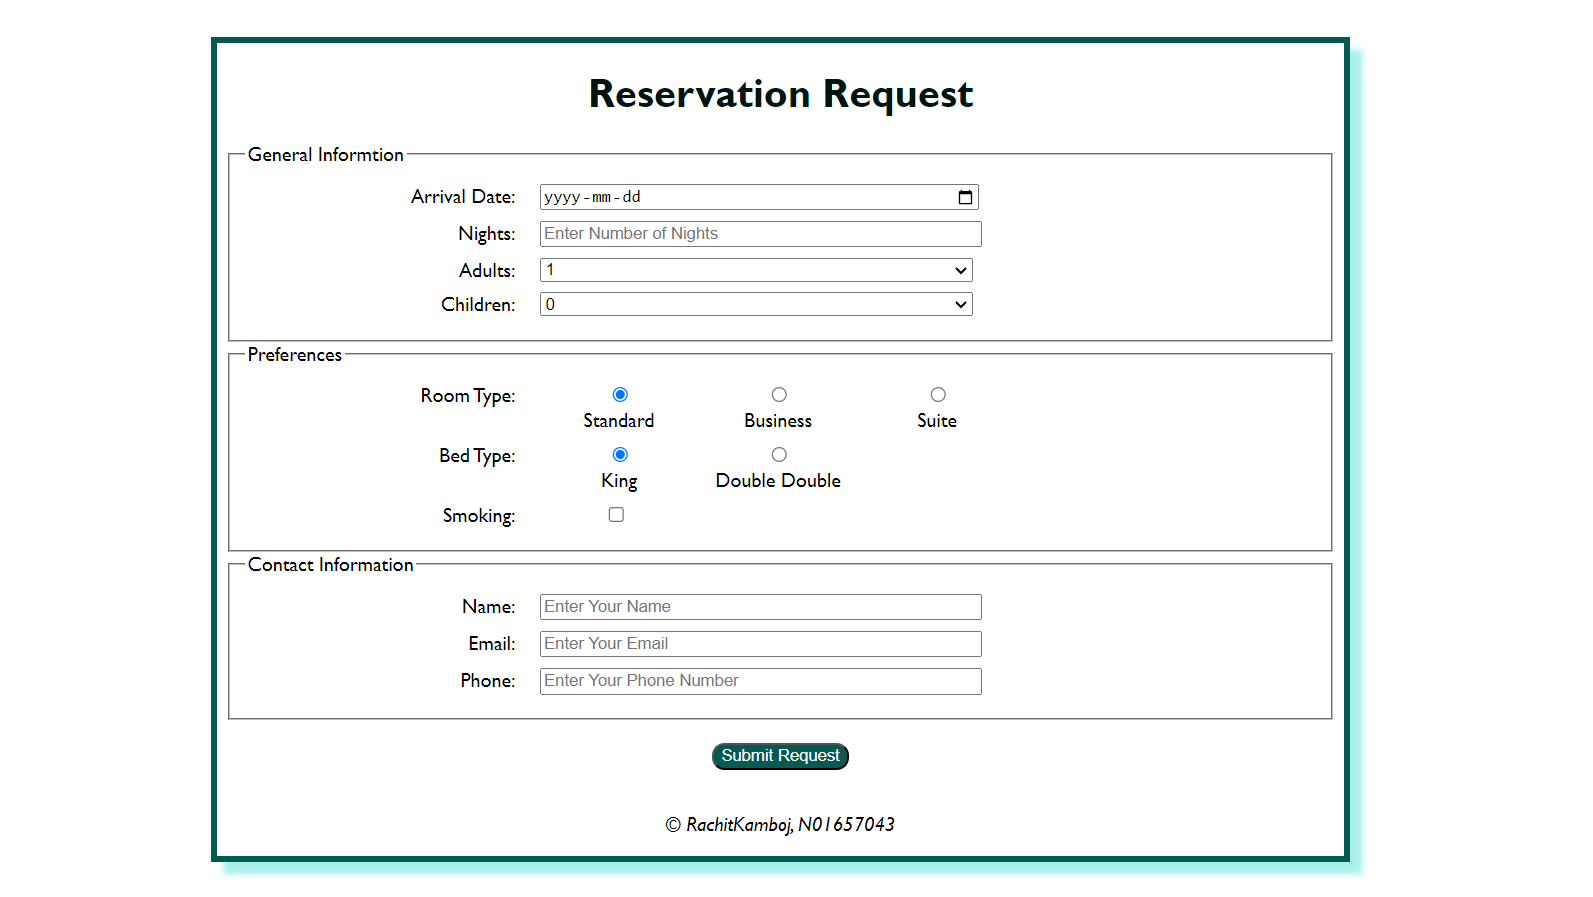 Reservation Request
General Informtion
Arrival Date: yyyy-mm-dd
Nights: Enter Number of Nights
Adults: 1
Children: 0
Preferences
Room Type:
Standard Business Suite
Bed Type:
King Double Double
Smoking:
Contact Information
Name: Enter Your Name
Email: Enter Your Email
Phone: Enter Your Phone Number
Submit Request
© RachitKamboj, N01657043